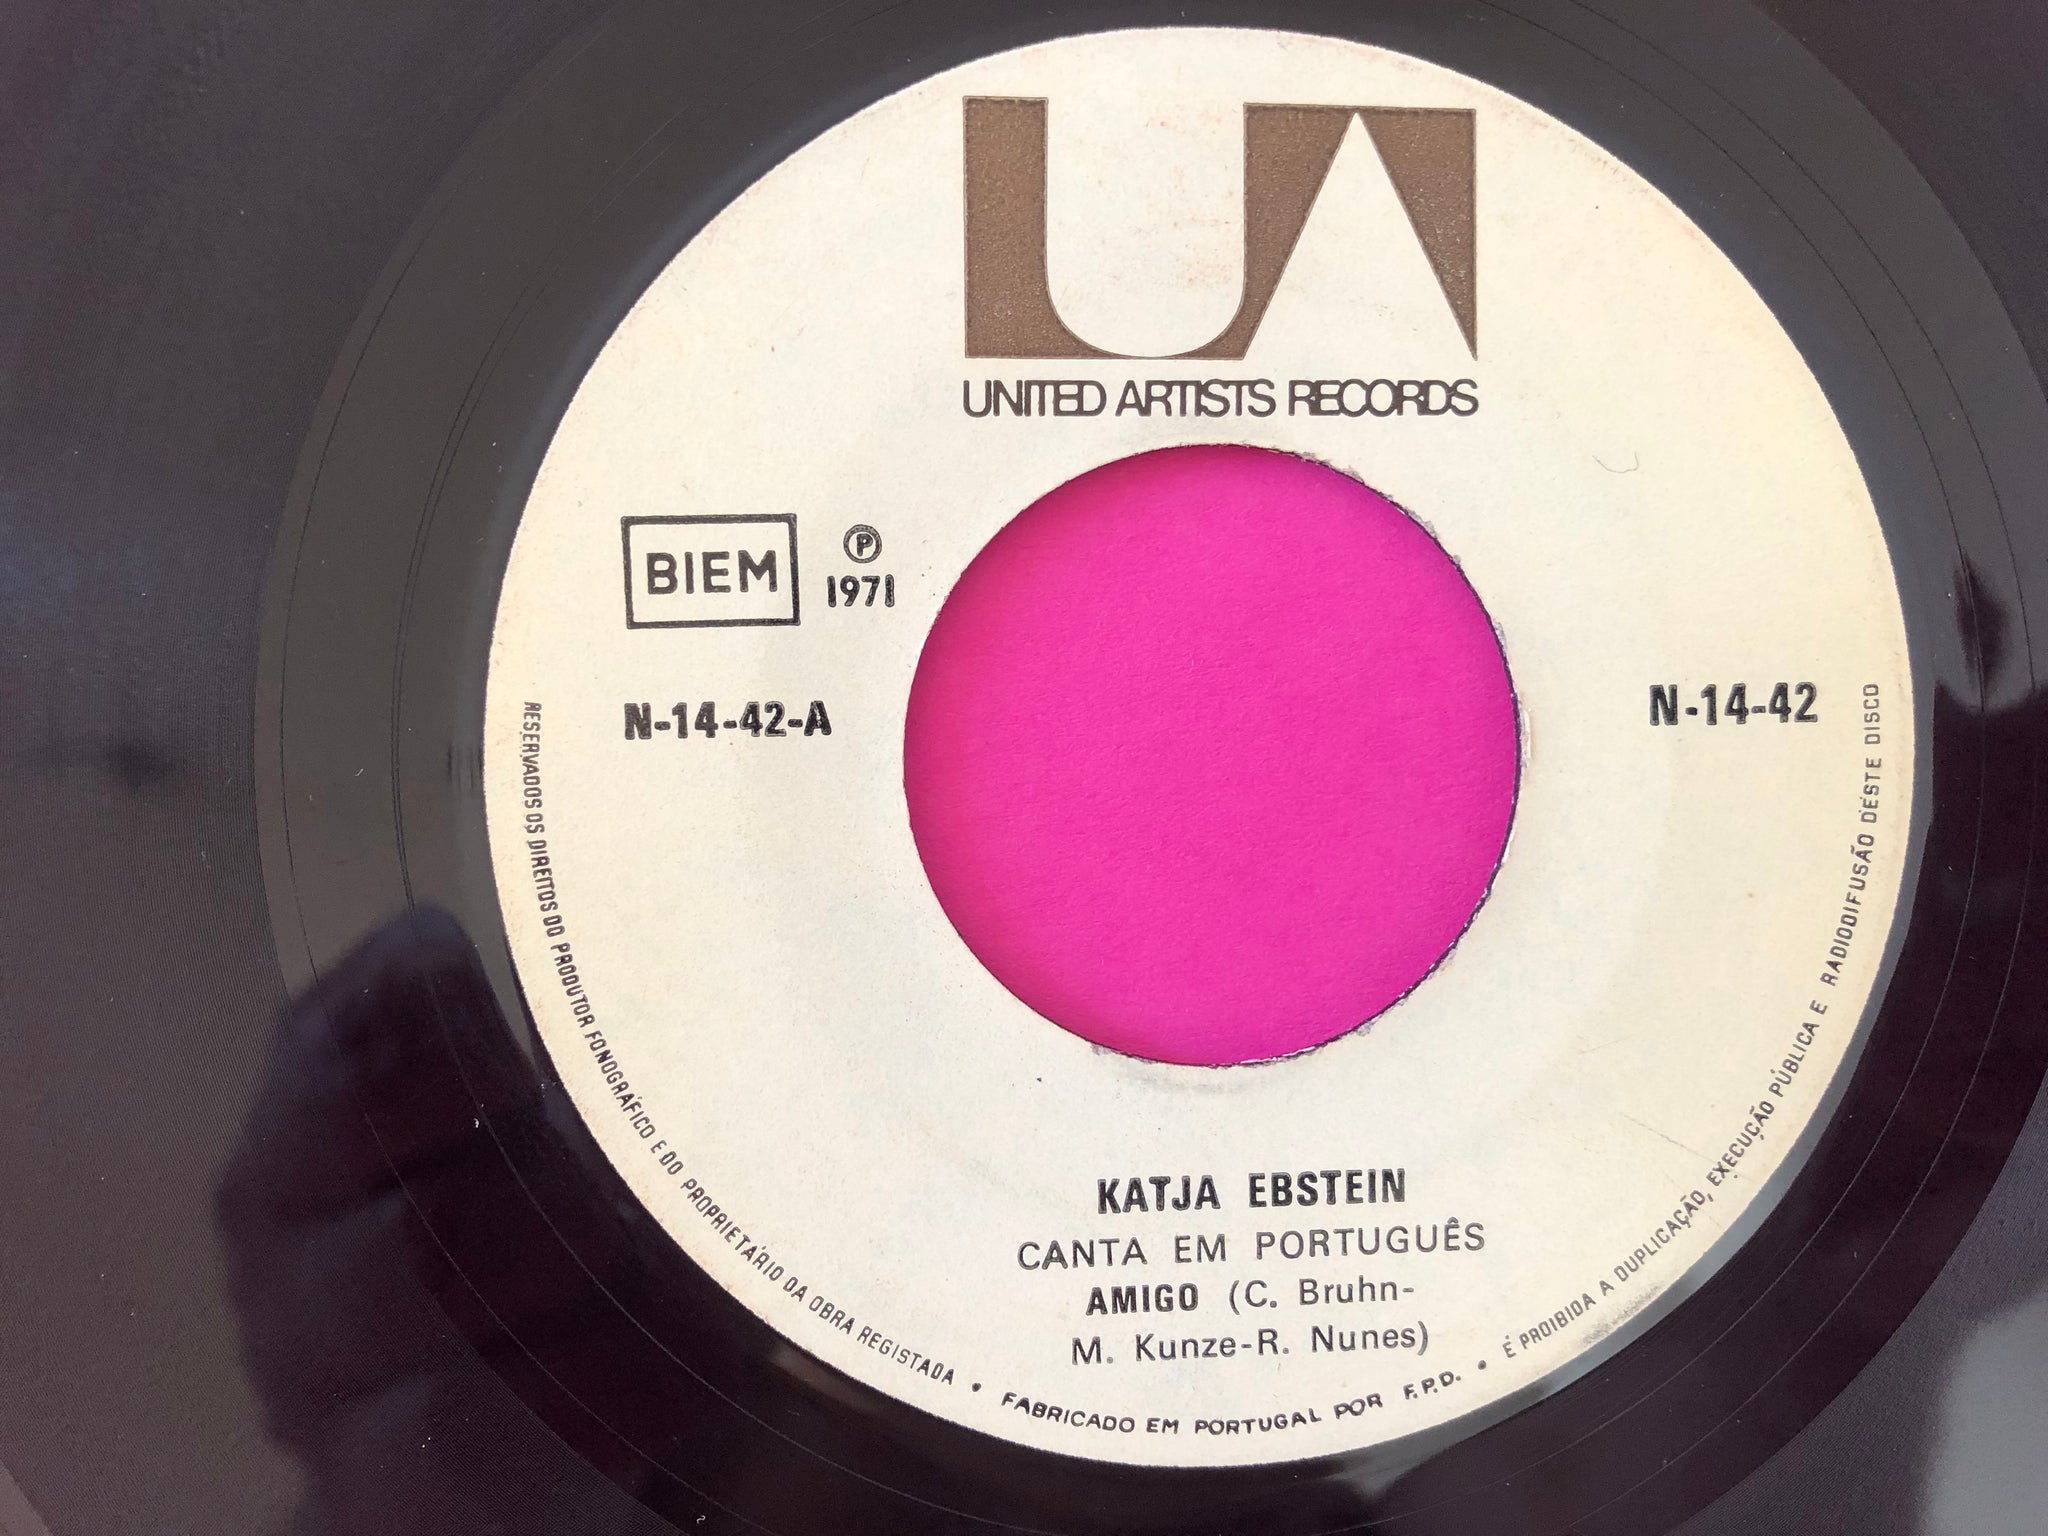 UA
UNITED ARTISTS RECORDS
BIEM
℗
1971
N-14-42-A
N-14-42
KATJA EBSTEIN
CANTA EM PORTUGUÊS
AMIGO (C. Bruhn-
M. Kunze-R. Nunes)
RESERVADOS OS DIREITOS DO PRODUTOR FONOGRÁFICO E DO PROPRIETÁRIO DA OBRA REGISTADA • FABRICADO EM PORTUGAL POR F.P.D. • É PROIBIDA A DUPLICAÇÃO, EXECUÇÃO PÚBLICA E RADIODIFUSÃO DESTE DISCO